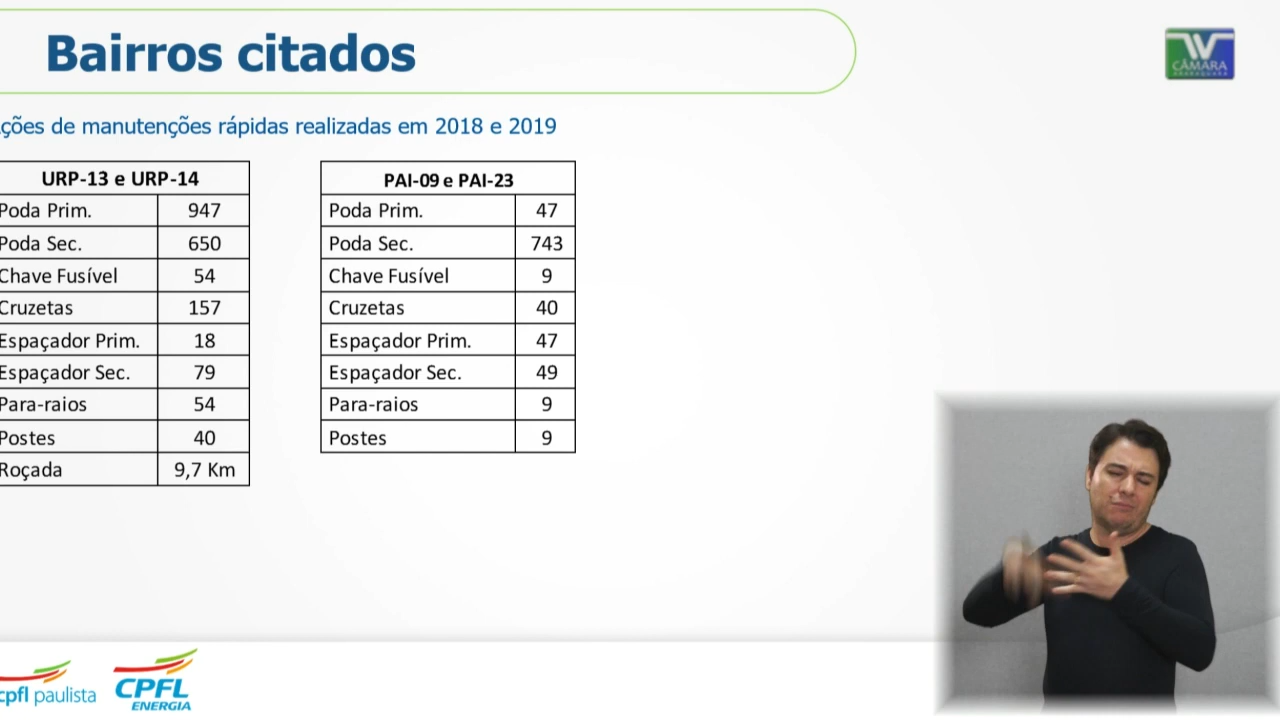 Bairros citados
ções de manutenções rápidas realizadas em 2018 e 2019
URP-13 e URP-14
Poda Prim. 947
Poda Sec. 650
Chave Fusível 54
Cruzetas 157
Espaçador Prim. 18
Espaçador Sec. 79
Para-raios 54
Postes 40
Roçada 9,7 Km
PAI-09 e PAI-23
Poda Prim. 47
Poda Sec. 743
Chave Fusível 9
Cruzetas 40
Espaçador Prim. 47
Espaçador Sec. 49
Para-raios 9
Postes 9
cpfl paulista
CPFL
ENERGIA
CÂMARA